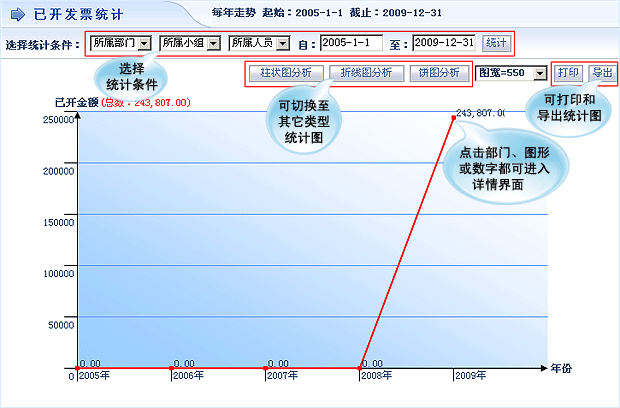 已开发票统计
每年走势 起始：2005-1-1 截止：2009-12-31
选择统计条件： 所属部门 所属小组 所属人员 自： 2005-1-1 至： 2009-12-31 统计
选择
统计条件
柱状图分析 折线图分析 饼图分析 图宽=550 打印 导出
可切换至
其它类型
统计图
可打印和
导出统计图
已开金额(总数：243,807.00)
250000
243,807.0
点击部门、图形
或数字都可进入
详情界面
200000
150000
100000
50000
0.00 0.00 0.00 0.00
0 2005年 2006年 2007年 2008年 2009年 年份